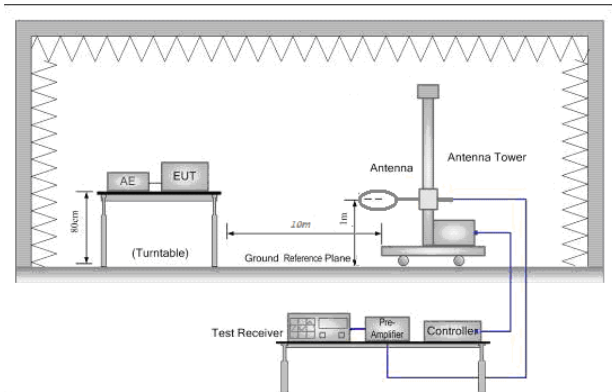 Antenna Tower
Antenna
EUT
AE
80cm
10m
1m
(Turntable)
Ground Reference Plane
Test Receiver
Pre-
Amplifier
Controller